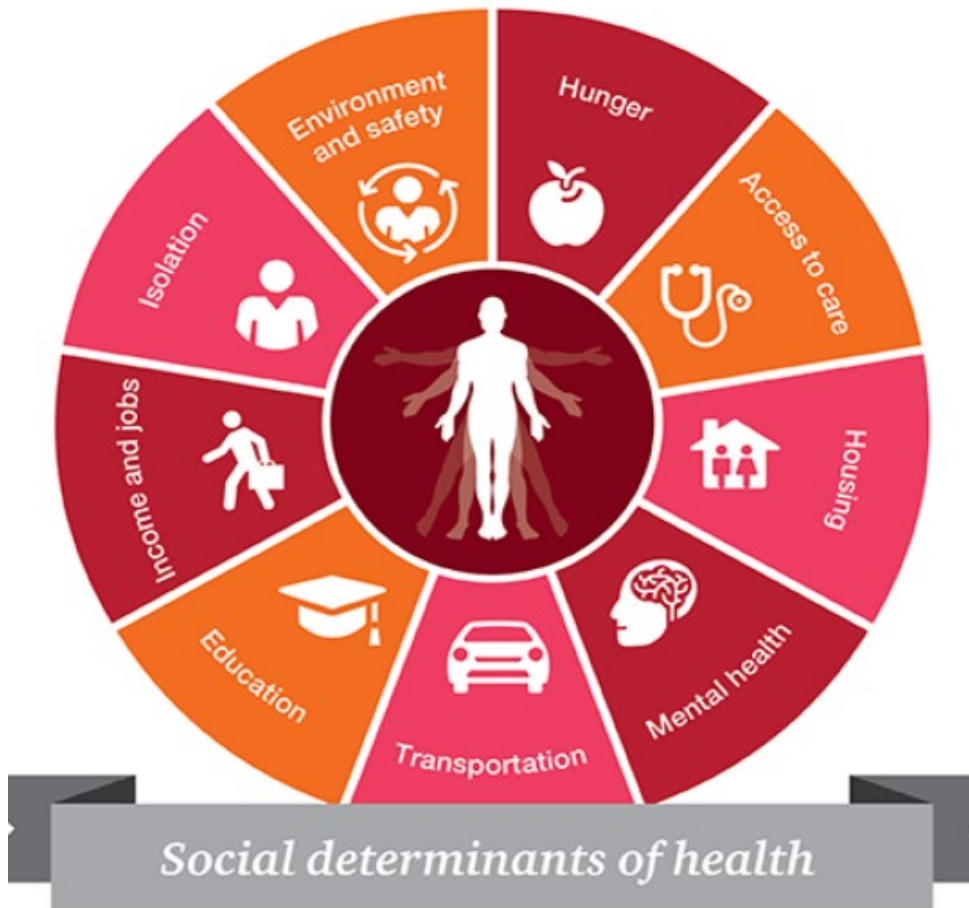 Environment
and safety
Hunger
Access to care
Housing
Mental health
Transportation
Education
Income and jobs
Isolation
Social determinants of health